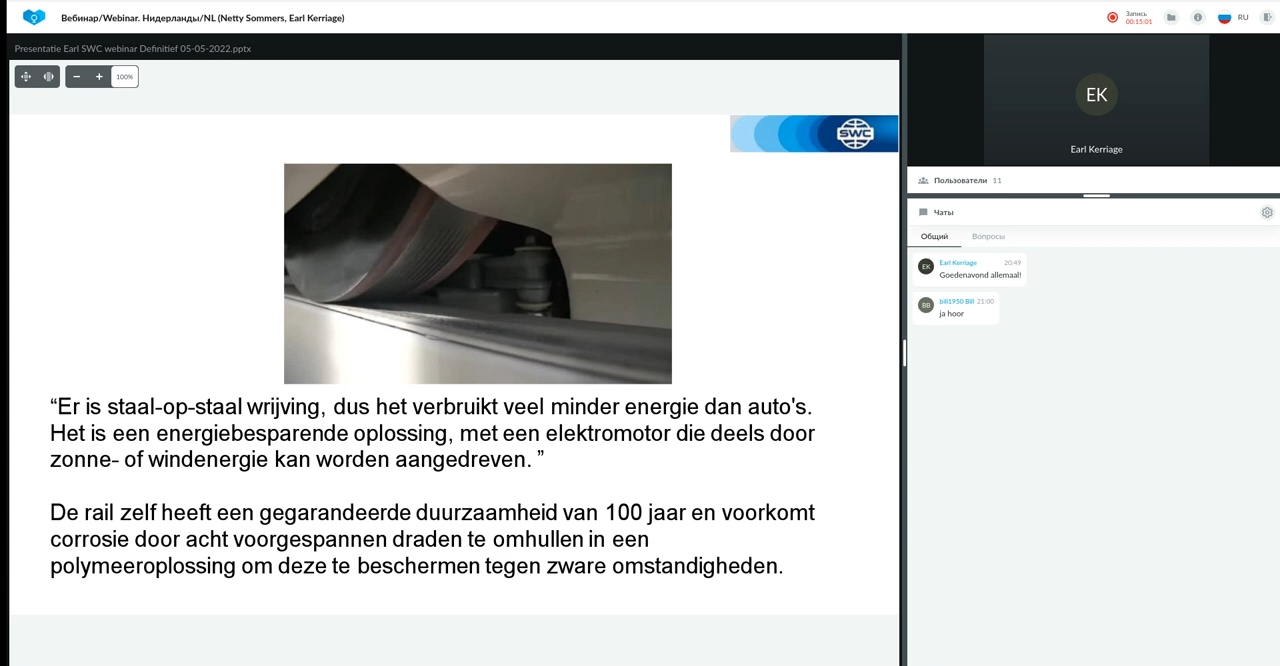 Вебинар/Webinar. Нидерланды/NL (Netty Sommers, Earl Kerriage)
Запись
00:15:01
RU
Presentatie Earl SWC webinar Definitief 05-05-2022.pptx
100%
SWC
“Er is staal-op-staal wrijving, dus het verbruikt veel minder energie dan auto's.
Het is een energiebesparende oplossing, met een elektromotor die deels door
zonne- of windenergie kan worden aangedreven. ”
De rail zelf heeft een gegarandeerde duurzaamheid van 100 jaar en voorkomt
corrosie door acht voorgespannen draden te omhullen in een
polymeeroplossing om deze te beschermen tegen zware omstandigheden.
EK
Earl Kerriage
Пользователи 11
Чаты
Общий Вопросы
EK
Earl Kerriage 20:49
Goedenavond allemaal!
BB
bill1950 Bill 21:00
ja hoor